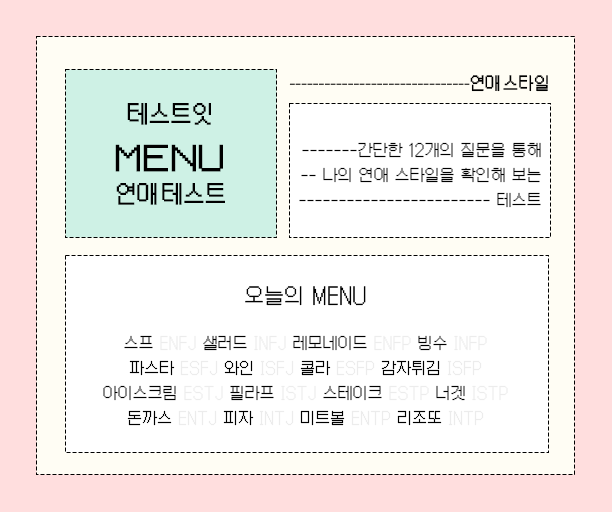 테스트잇
MENU
연애테스트
------------------------------연애스타일
-------간단한 12개의 질문을 통해
-- 나의 연애 스타일을 확인해 보는
------------------------ 테스트
오늘의 MENU
스프 ENFJ 샐러드 INFJ 레모네이드 ENFP 빙수 INFP
파스타 ESFJ 와인 ISFJ 콜라 ESFP 감자튀김 ISFP
아이스크림 ESTJ 필라프 ISTJ 스테이크 ESTP 너겟 ISTP
돈까스 ENTJ 피자 INTJ 미트볼 ENTP 리조또 INTP